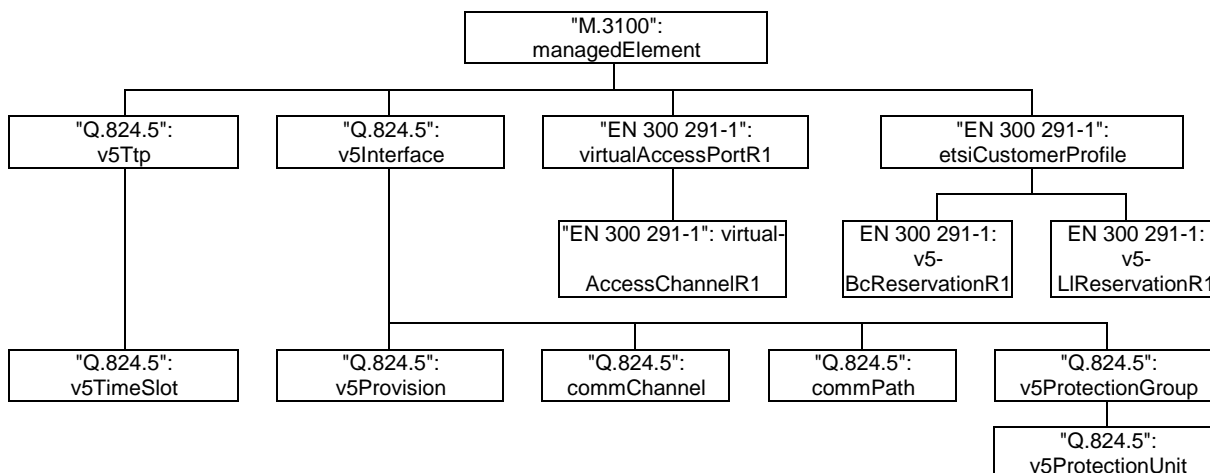 "M.3100":
managedElement
"Q.824.5":
v5Ttp
"Q.824.5":
v5Interface
"EN 300 291-1":
virtualAccessPortR1
"EN 300 291-1":
etsiCustomerProfile
"EN 300 291-1": virtual-
AccessChannelR1
EN 300 291-1:
v5-
BcReservationR1
EN 300 291-1:
v5-
LlReservationR1
"Q.824.5":
v5TimeSlot
"Q.824.5":
v5Provision
"Q.824.5":
commChannel
"Q.824.5":
commPath
"Q.824.5":
v5ProtectionGroup
"Q.824.5":
v5ProtectionUnit